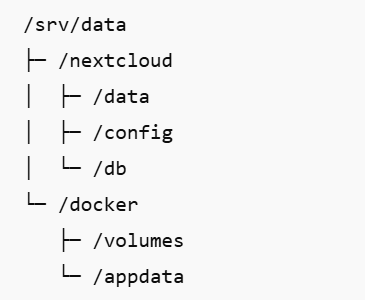 /srv/data
├─ /nextcloud
│  ├─ /data
│  ├─ /config
│  └─ /db
└─ /docker
   ├─ /volumes
   └─ /appdata